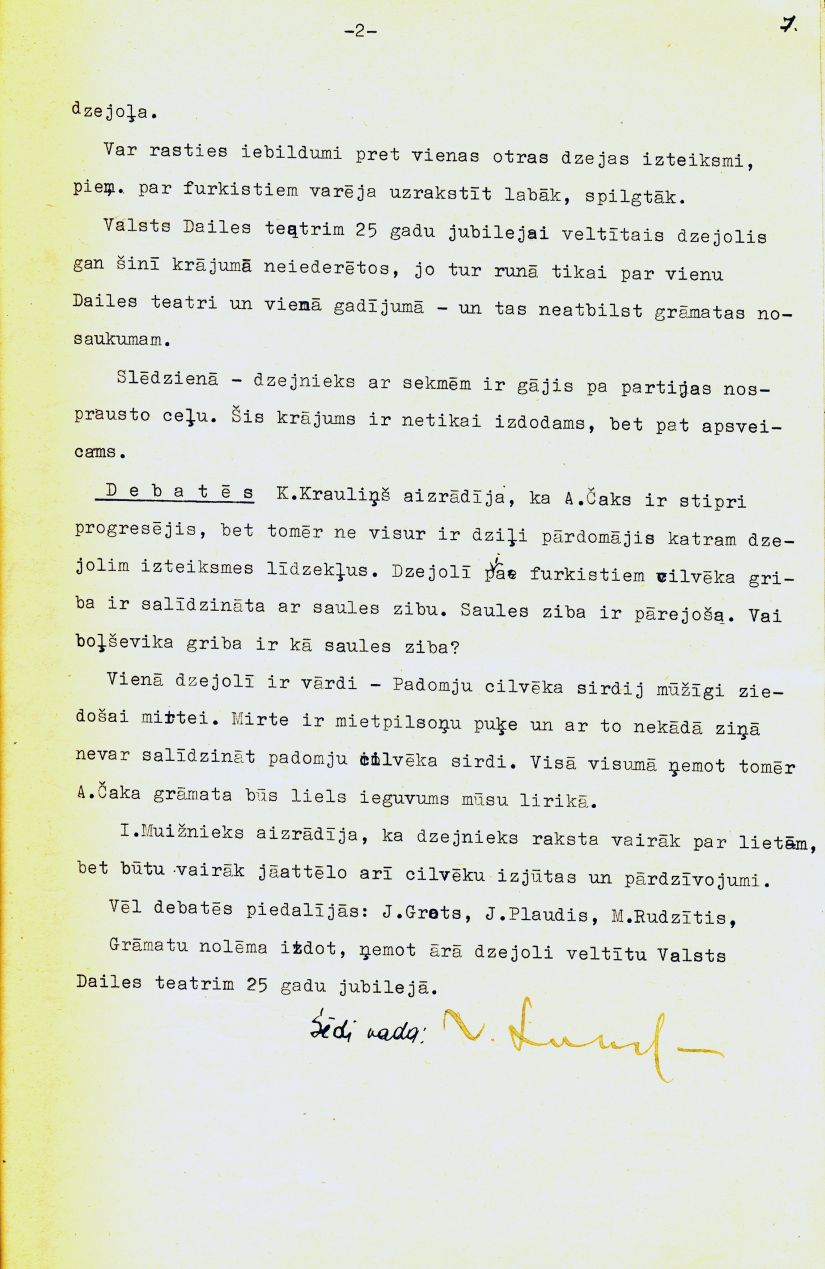 -2-
7.
dzejoļa.
Var rasties iebildumi pret vienas otras dzejas izteiksmi,
piem. par furkistiem varēja uzrakstīt labāk, spilgtāk.
Valsts Dailes teatrim 25 gadu jubilejai veltītais dzejolis
gan šinī krājumā neiederētos, jo tur runā tikai par vienu
Dailes teatri un vienā gadījumā - un tas neatbilst grāmatas no-
saukumam.
Slēdzienā - dzejnieks ar sekmēm ir gājis pa partijas nos-
prausto ceļu. Šis krājums ir netikai izdodams, bet pat apsvei-
cams.
D e b a t ē s K.Krauliņš aizrādīja, ka A.Čaks ir stipri
progresējis, bet tomēr ne visur ir dziļi pārdomājis katram dze-
jolim izteiksmes līdzekļus. Dzejolī furkistiem cilvēka gri-
ba ir salīdzināta ar saules zibu. Saules ziba ir pārejoša. Vai
boļševika griba ir kā saules ziba?
Vienā dzejolī ir vārdi - Padomju cilvēka sirdij mūžīgi zie-
došai mirtei. Mirte ir mietpilsoņu puķe un ar to nekādā ziņā
nevar salīdzināt padomju cilvēka sirdi. Visā visumā ņemot tomēr
A.Čaka grāmata būs liels ieguvums mūsu lirikā.
I.Muižnieks aizrādīja, ka dzejnieks raksta vairāk par lietām,
bet būtu vairāk jāattēlo arī cilvēku izjūtas un pārdzīvojumi.
Vēl debatēs piedalījās: J.Grots, J.Plaudis, M.Rudzītis,
Grāmatu nolēma izdot, ņemot ārā dzejoli veltītu Valsts
Dailes teatrim 25 gadu jubilejā.
Sēdi vada: